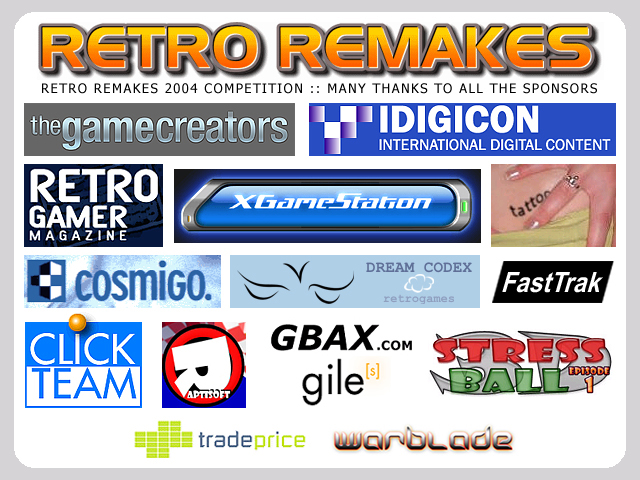 RETRO REMAKES
RETRO REMAKES 2004 COMPETITION :: MANY THANKS TO ALL THE SPONSORS
thegamecreators
IDIGICON
INTERNATIONAL DIGITAL CONTENT
RETRO
GAMER
MAGAZINE
XGameStation
tattoo
cosmigo.
DREAM CODEX
retrogames
FastTrak
CLICK
TEAM
R
APTISOFT
GBAX.COM
gile[s]
STRESS
BALL
EPISODE
1
tradeprice
warblade